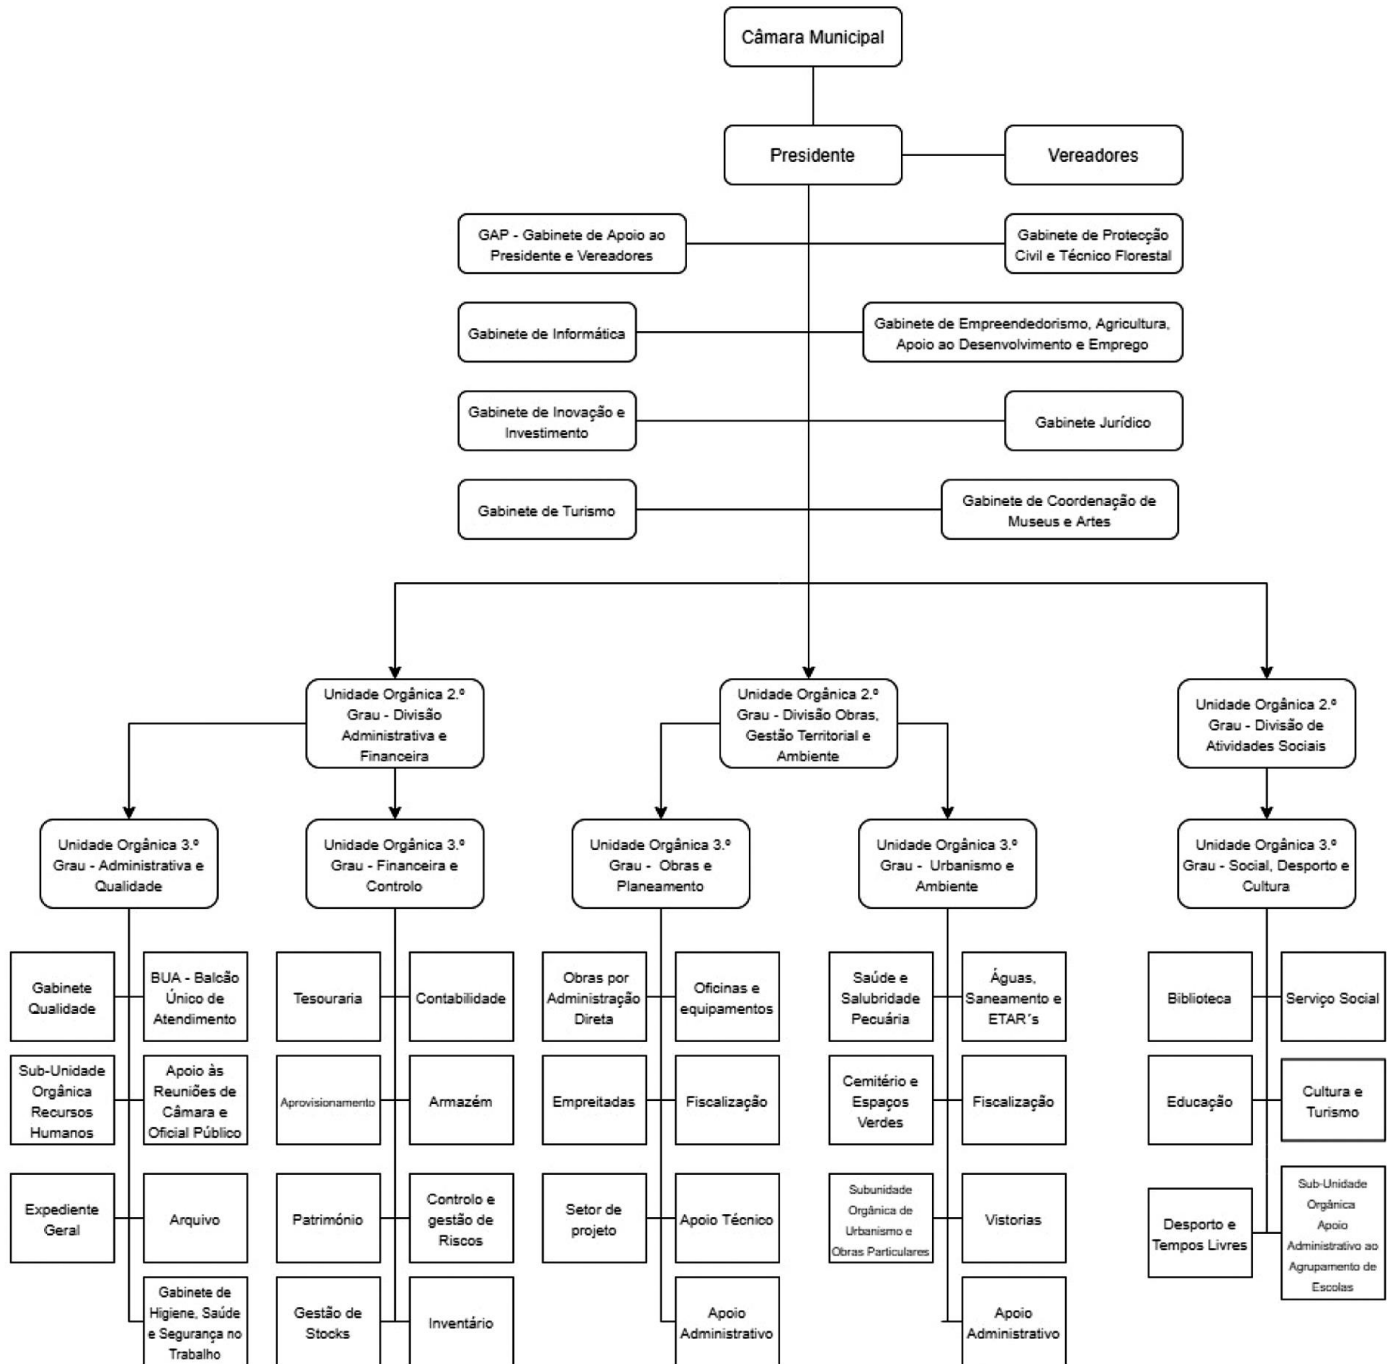 Câmara Municipal
Presidente
Vereadores
GAP - Gabinete de Apoio ao
Presidente e Vereadores
Gabinete de Protecção
Civil e Técnico Florestal
Gabinete de Informática
Gabinete de Empreendedorismo, Agricultura,
Apoio ao Desenvolvimento e Emprego
Gabinete de Inovação e
Investimento
Gabinete Jurídico
Gabinete de Turismo
Gabinete de Coordenação de
Museus e Artes
Unidade Orgânica 2.º
Grau - Divisão
Administrativa e
Financeira
Unidade Orgânica 2.º
Grau - Divisão Obras,
Gestão Territorial e
Ambiente
Unidade Orgânica 2.º
Grau - Divisão de
Atividades Sociais
Unidade Orgânica 3.º
Grau - Administrativa e
Qualidade
Unidade Orgânica 3.º
Grau - Financeira e
Controlo
Unidade Orgânica 3.º
Grau - Obras e
Planeamento
Unidade Orgânica 3.º
Grau - Urbanismo e
Ambiente
Unidade Orgânica 3.º
Grau - Social, Desporto e
Cultura
Gabinete
Qualidade
BUA - Balcão
Único de
Atendimento
Tesouraria
Contabilidade
Obras por
Administração
Direta
Oficinas e
equipamentos
Saúde e
Salubridade
Pecuária
Águas,
Saneamento e
ETAR´s
Biblioteca
Serviço Social
Sub-Unidade
Orgânica
Recursos
Humanos
Apoio às
Reuniões de
Câmara e
Oficial Público
Aprovisionamento
Armazém
Empreitadas
Fiscalização
Cemitério e
Espaços
Verdes
Fiscalização
Educação
Cultura e
Turismo
Expediente
Geral
Arquivo
Património
Controlo e
gestão de
Riscos
Setor de
projeto
Apoio Técnico
Subunidade
Orgânica de
Urbanismo e
Obras Particulares
Vistorias
Desporto e
Tempos Livres
Sub-Unidade
Orgânica
Apoio
Administrativo ao
Agrupamento de
Escolas
Gabinete de
Higiene, Saúde
e Segurança no
Trabalho
Gestão de
Stocks
Inventário
Apoio
Administrativo
Apoio
Administrativo